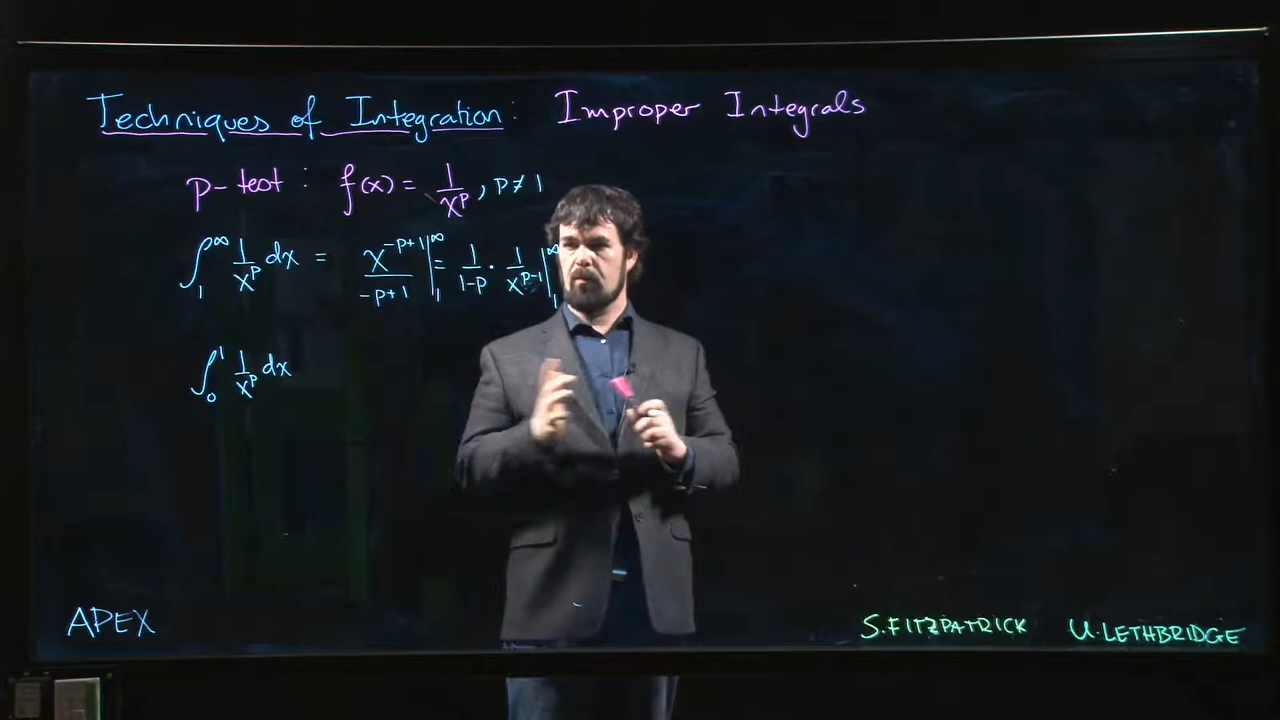 Techniques of Integration: Improper Integrals
p-test : f(x) = 1/x^p, p ≠ 1
∫_1^∞ 1/x^p dx = x^(-p+1)/(-p+1) |_1^∞ = 1/(1-p) · 1/x^(p-1) |_1^∞
∫_0^1 1/x^p dx
APEX
S.FITZPATRICK U.LETHBRIDGE